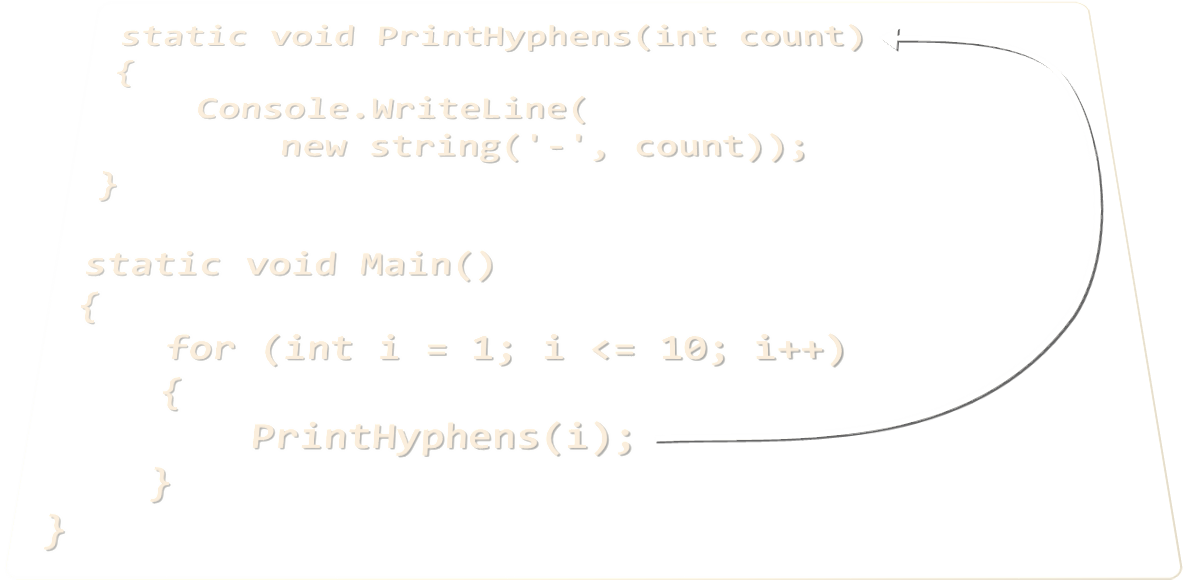 static void PrintHyphens(int count)
{
    Console.WriteLine(
        new string('-', count));
}
static void Main()
{
    for (int i = 1; i <= 10; i++)
    {
        PrintHyphens(i);
    }
}